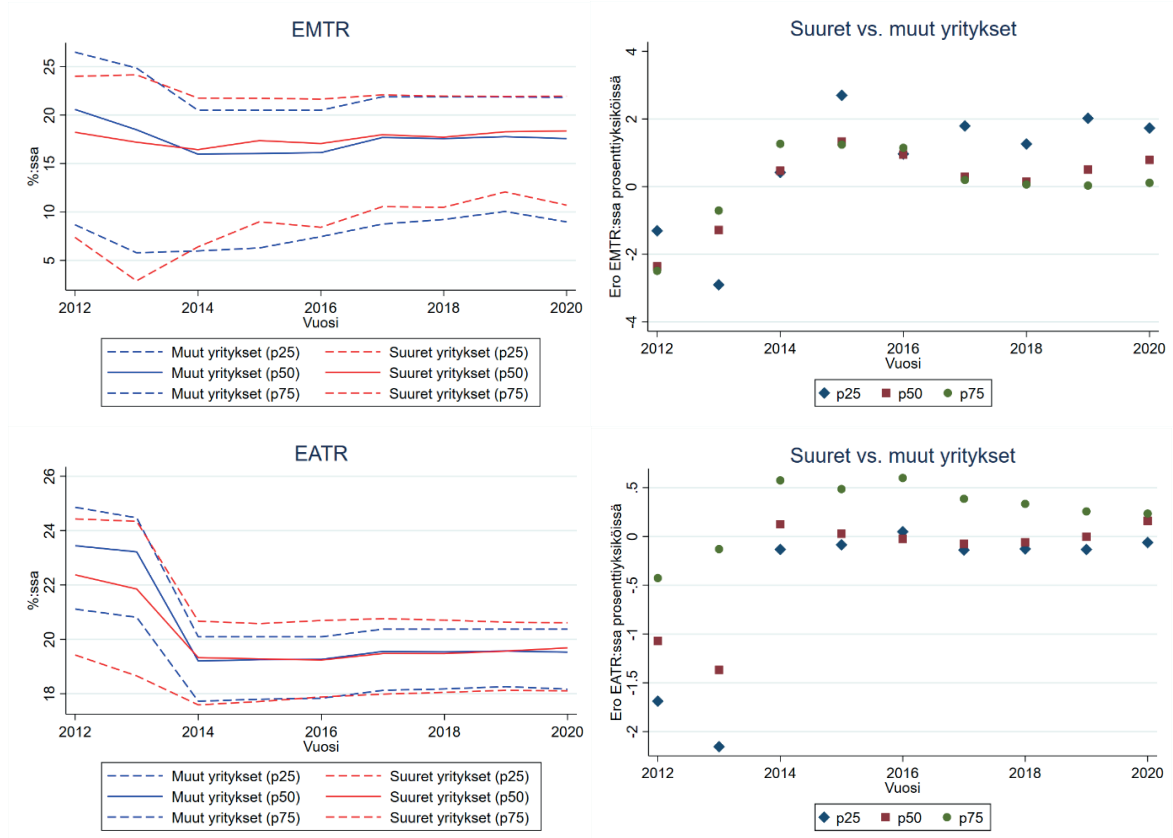 EMTR
%:ssa
25
20
15
10
5
2012 2014 2016 2018 2020
Vuosi
Muut yritykset (p25) Suuret yritykset (p25)
Muut yritykset (p50) Suuret yritykset (p50)
Muut yritykset (p75) Suuret yritykset (p75)
Suuret vs. muut yritykset
Ero EMTR:ssa prosenttiyksiköissä
4
2
0
-2
-4
2012 2014 2016 2018 2020
Vuosi
p25 p50 p75
EATR
%:ssa
26
24
22
20
18
2012 2014 2016 2018 2020
Vuosi
Muut yritykset (p25) Suuret yritykset (p25)
Muut yritykset (p50) Suuret yritykset (p50)
Muut yritykset (p75) Suuret yritykset (p75)
Suuret vs. muut yritykset
Ero EATR:ssa prosenttiyksiköissä
.5
0
-.5
-1
-1.5
-2
2012 2014 2016 2018 2020
Vuosi
p25 p50 p75